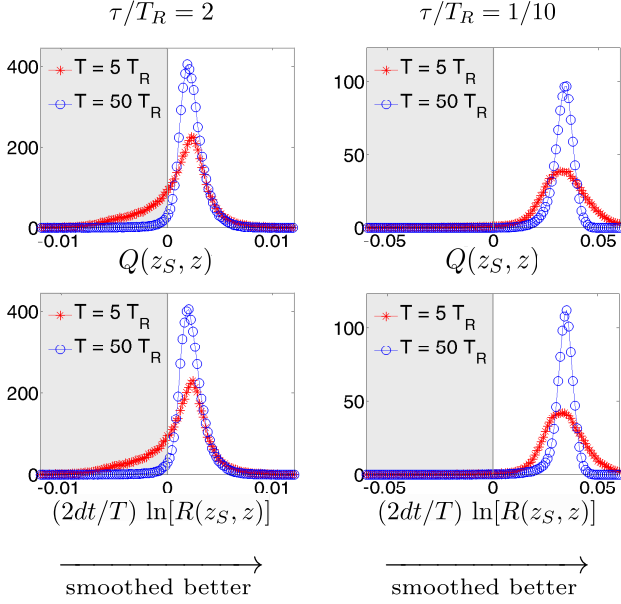 τ/T_R = 2
τ/T_R = 1/10
400
200
0
T = 5 T_R
T = 50 T_R
-0.01
0
0.01
Q(z_S, z)
100
50
0
T = 5 T_R
T = 50 T_R
-0.05
0
0.05
Q(z_S, z)
400
200
0
T = 5 T_R
T = 50 T_R
-0.01
0
0.01
(2dt/T) ln[R(z_S, z)]
100
50
0
T = 5 T_R
T = 50 T_R
-0.05
0
0.05
(2dt/T) ln[R(z_S, z)]
smoothed better
smoothed better